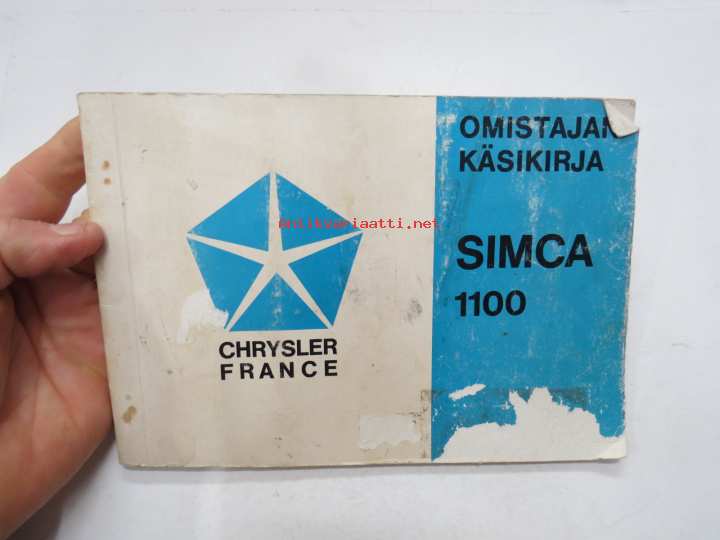 OMISTAJAN
KÄSIKIRJA
SIMCA
1100
CHRYSLER
FRANCE
Antikvariaatti.net